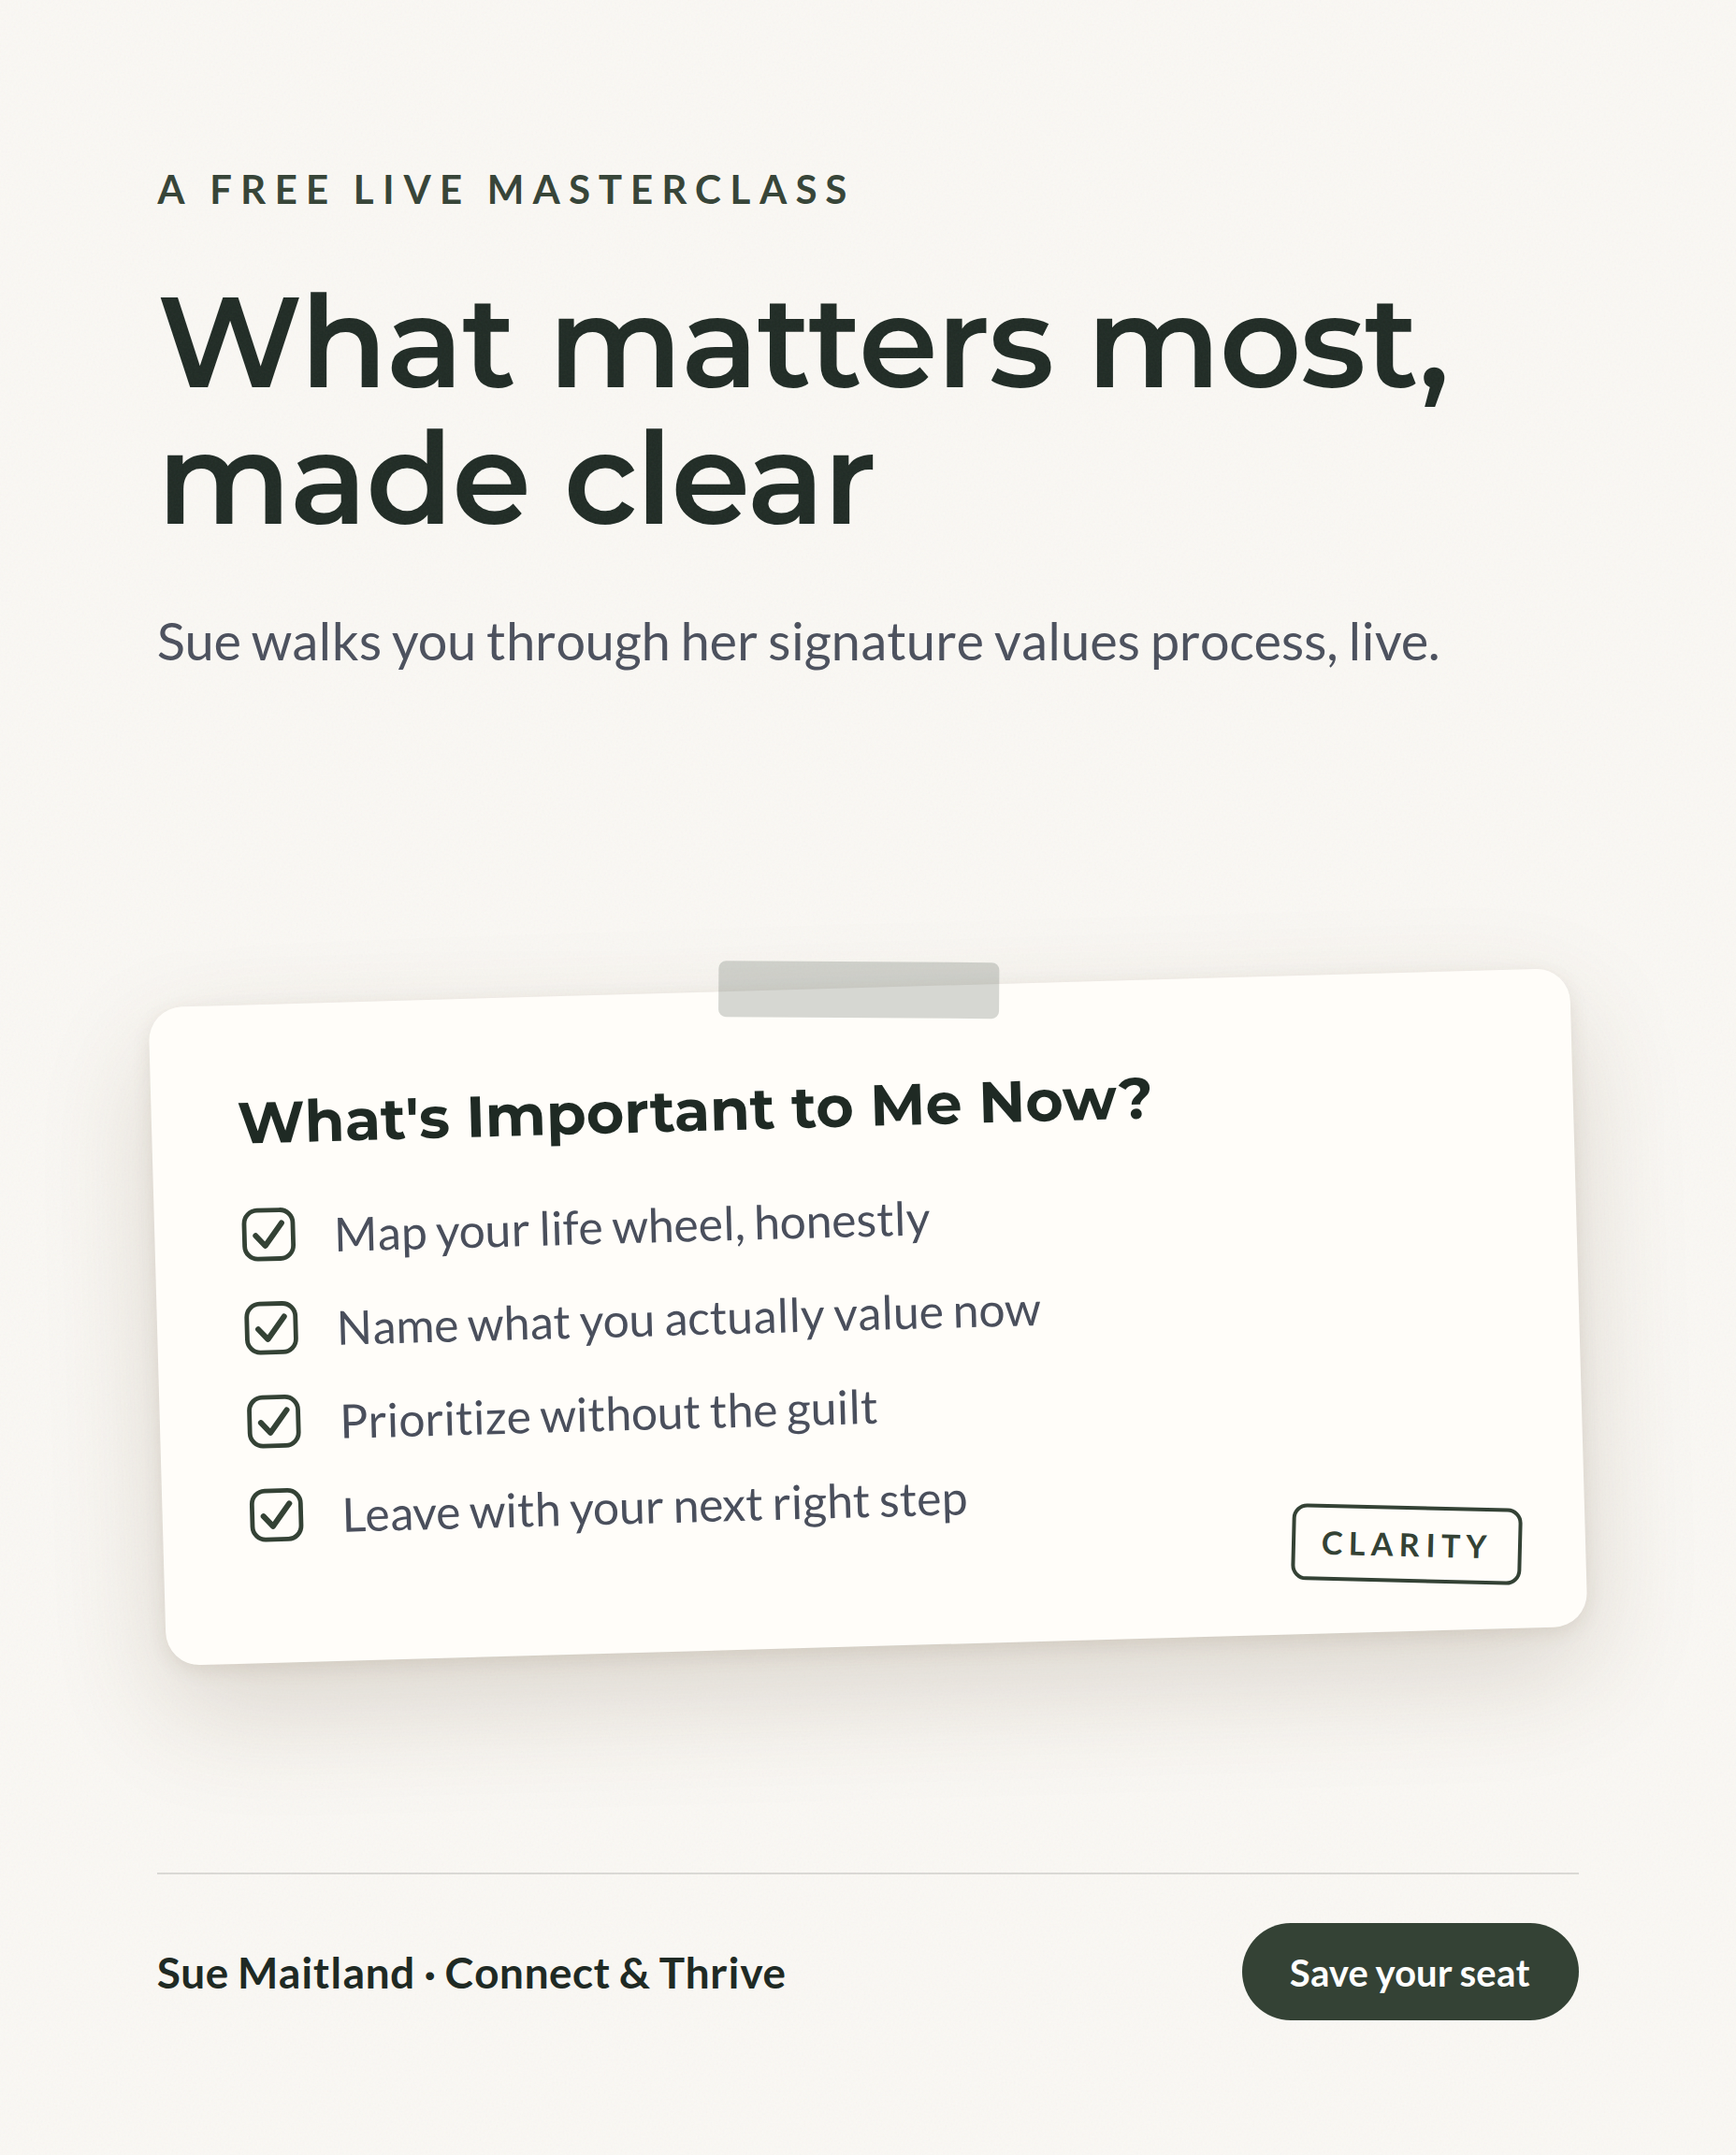 A FREE LIVE MASTERCLASS
What matters most,
made clear
Sue walks you through her signature values process, live.
What's Important to Me Now?
Map your life wheel, honestly
Name what you actually value now
Prioritize without the guilt
Leave with your next right step
CLARITY
Sue Maitland · Connect & Thrive
Save your seat